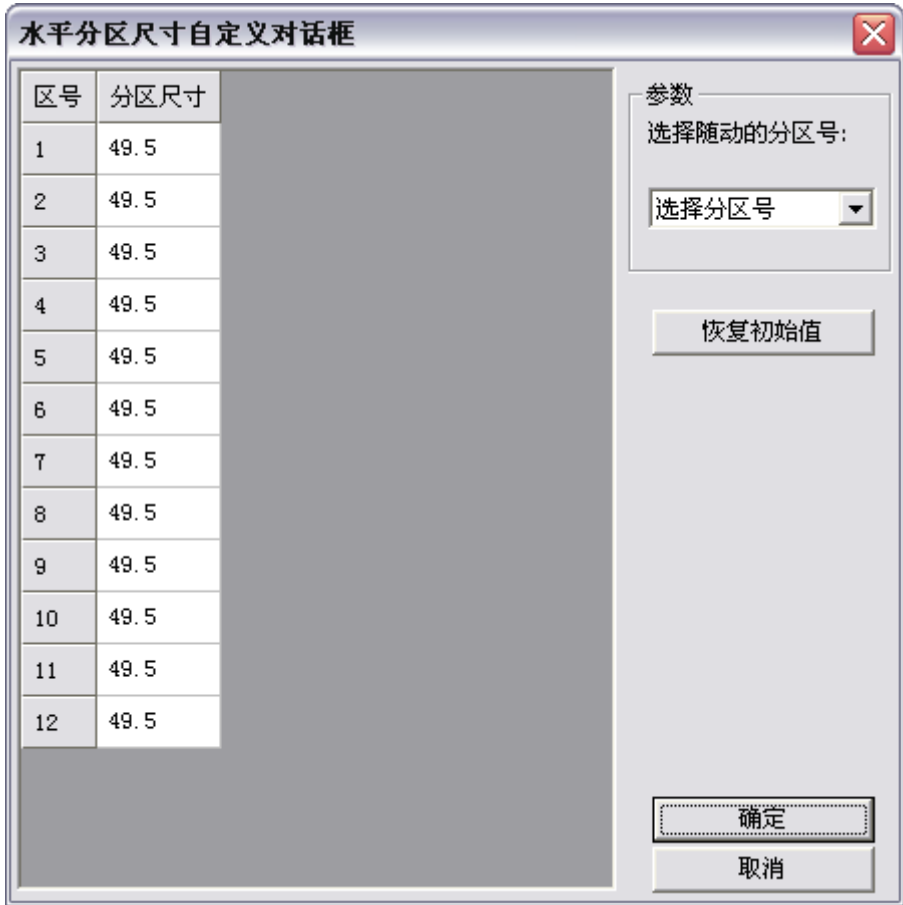 水平分区尺寸自定义对话框
区号 分区尺寸
1 49.5
2 49.5
3 49.5
4 49.5
5 49.5
6 49.5
7 49.5
8 49.5
9 49.5
10 49.5
11 49.5
12 49.5
参数
选择随动的分区号:
选择分区号
恢复初始值
确定
取消